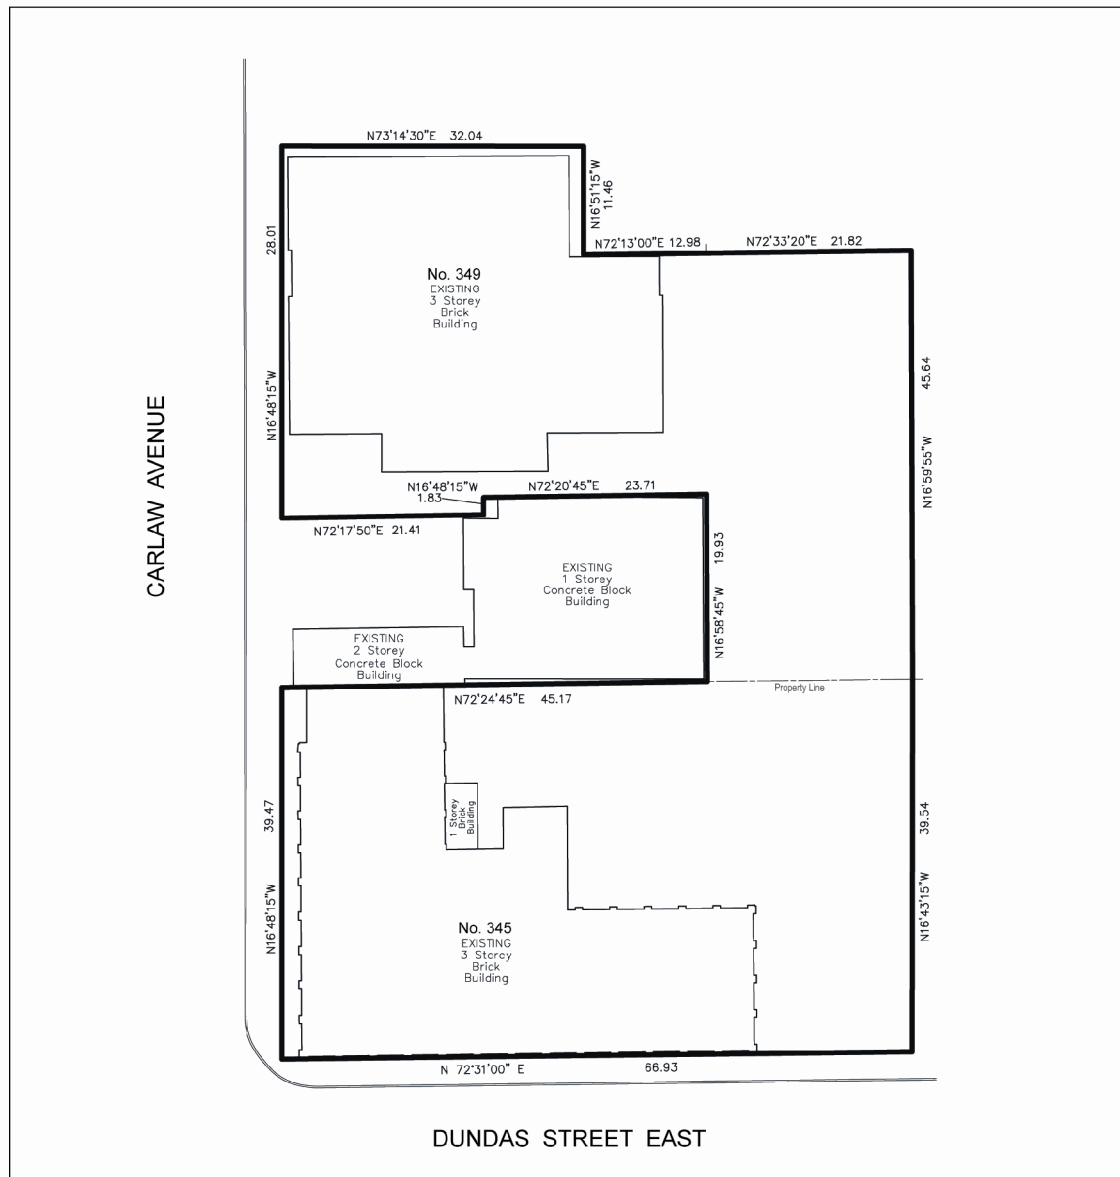 N73°14'30"E 32.04
N16°51'15"W
11.46
N72°13'00"E 12.98
N72°33'20" E 21.82
28.01
N16°48'15"W
No. 349
EXISTING
3 Storey
Brick
Building
45.64
N16°59'55"W
CARLAW AVENUE
N16°48'15"W
1.83
N72°20'45"E 23.71
N72°17'50"E 21.41
19.93
N16°58'45"W
EXISTING
1 Storey
Concrete Block
Building
EXISTING
2 Storey
Concrete Block
Building
Property Line
N72°24'45"E 45.17
39.47
N16°48'15"W
1 Storey
Brick
Building
39.54
N16°43'15"W
No. 345
EXISTING
3 Storey
Brick
Building
N 72°31'00" E 66.93
DUNDAS STREET EAST